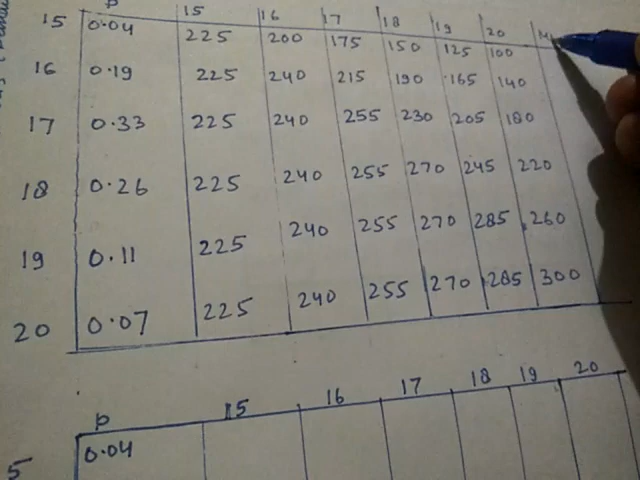 P 15 16 17 18 19 20
15 0.04 225 200 175 150 125 100
16 0.19 225 240 215 190 165 140
17 0.33 225 240 255 230 205 180
18 0.26 225 240 255 270 245 220
19 0.11 225 240 255 270 285 260
20 0.07 225 240 255 270 285 300
P 15 16 17 18 19 20
5 0.04